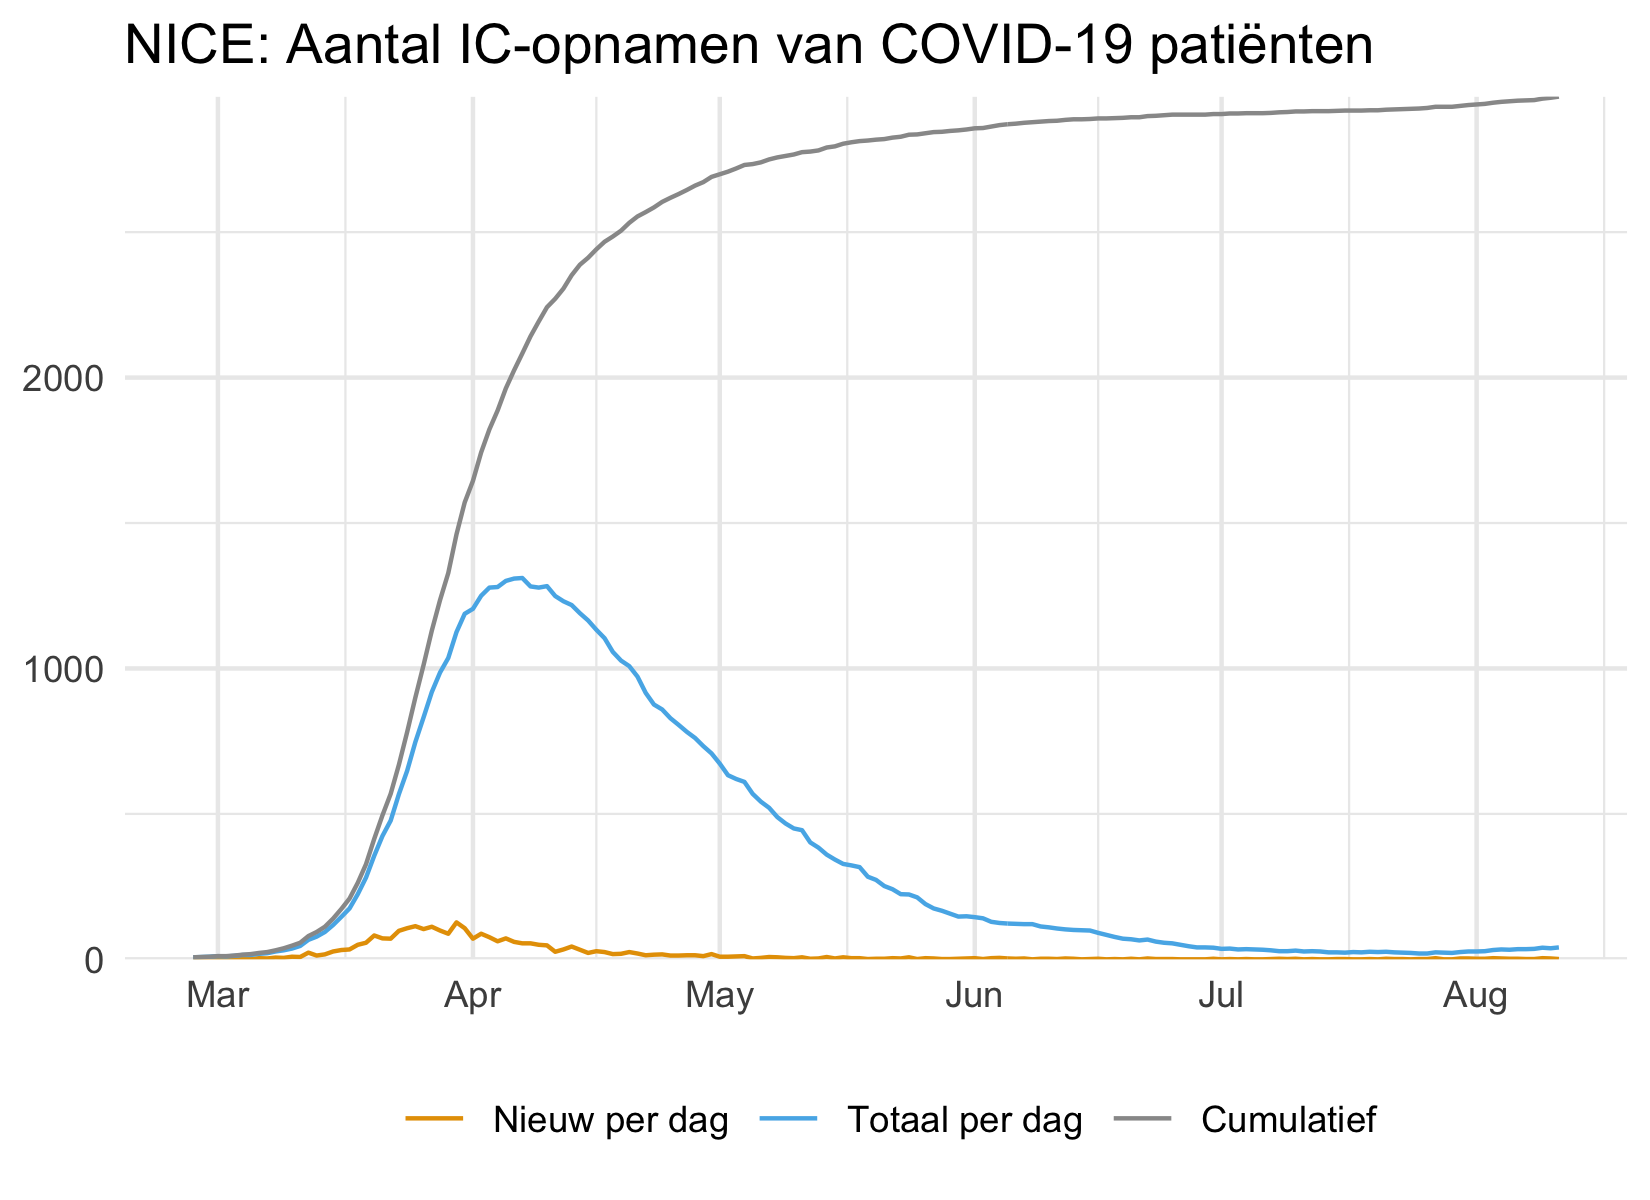 NICE: Aantal IC-opnamen van COVID-19 patiënten
2000
1000
0
Mar Apr May Jun Jul Aug
Nieuw per dag Totaal per dag Cumulatief